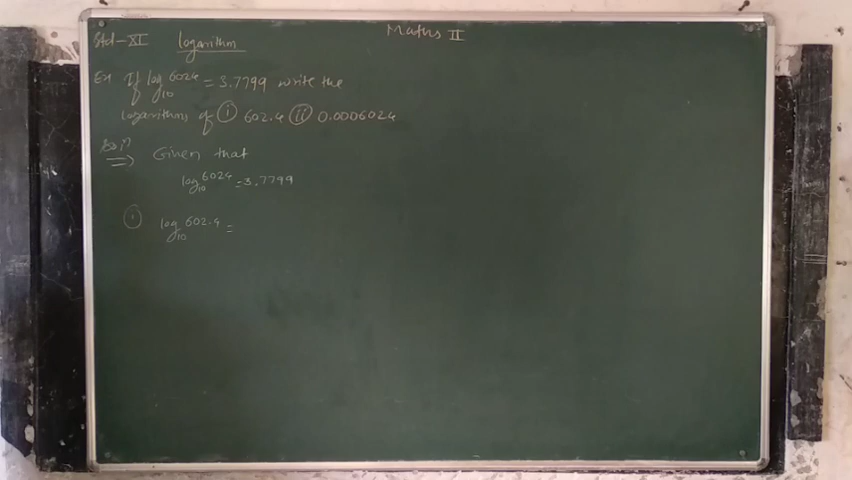 Maths II
Std-XI logarithm
Ex If log₁₀ 6024 = 3.7799 write the
logarithms of (i) 602.4 (ii) 0.0006024
Solⁿ
⇒ Given that
log₁₀ 6024 = 3.7799
(i) log₁₀ 602.4 =